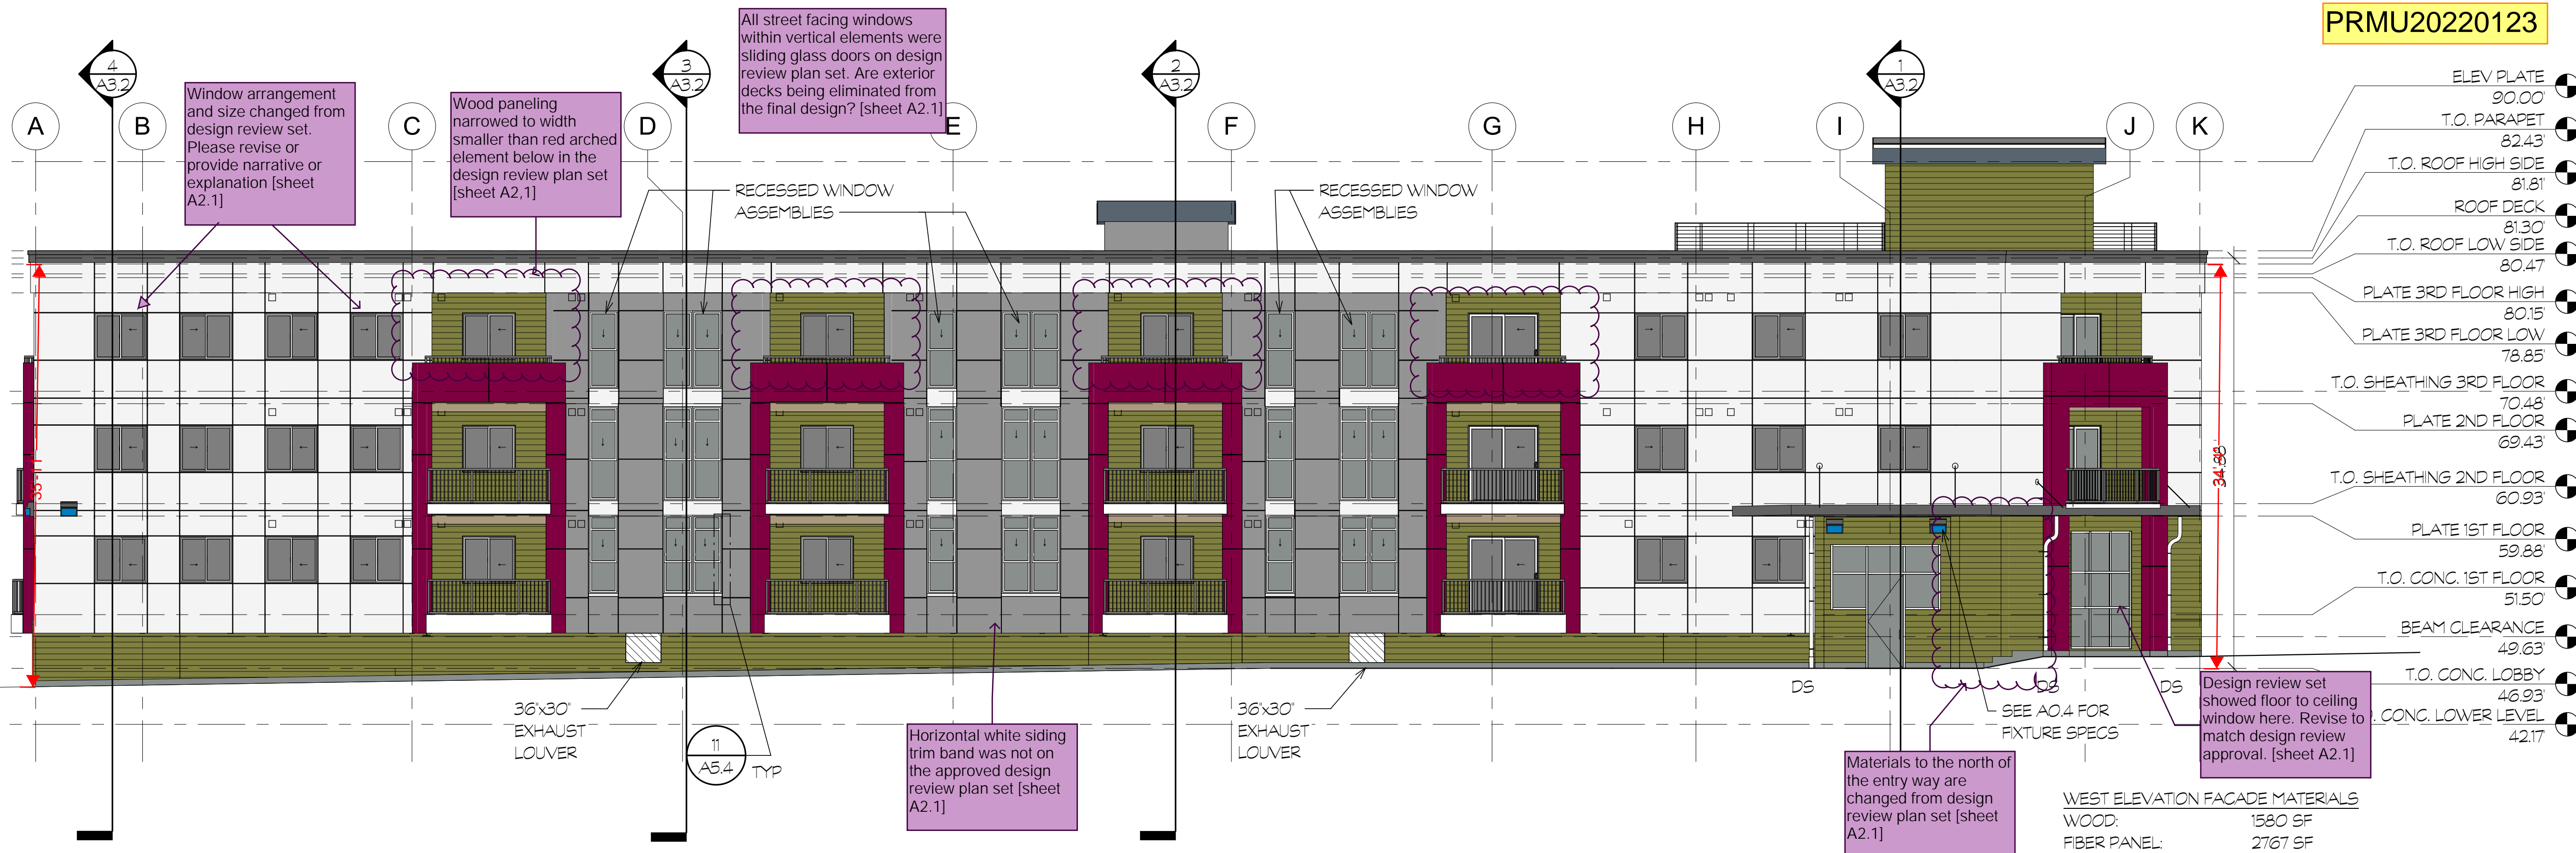 PRMU20220123
All street facing windows
within vertical elements were
sliding glass doors on design
review plan set. Are exterior
decks being eliminated from
the final design? [sheet A2.1]
4
A3.2
3
A3.2
2
A3.2
1
A3.2
Window arrangement
and size changed from
design review set.
Please revise or
provide narrative or
explanation [sheet
A2.1]
Wood paneling
narrowed to width
smaller than red arched
element below in the
design review plan set
[sheet A2,1]
A
B
C
D
E
F
G
H
I
J
K
RECESSED WINDOW
ASSEMBLIES
RECESSED WINDOW
ASSEMBLIES
ELEV PLATE
90.00'
T.O. PARAPET
82.43'
T.O. ROOF HIGH SIDE
81.81'
ROOF DECK
81.30'
T.O. ROOF LOW SIDE
80.47'
PLATE 3RD FLOOR HIGH
80.15'
PLATE 3RD FLOOR LOW
78.85'
T.O. SHEATHING 3RD FLOOR
70.48'
PLATE 2ND FLOOR
69.43'
T.O. SHEATHING 2ND FLOOR
60.93'
PLATE 1ST FLOOR
59.88'
T.O. CONC. 1ST FLOOR
51.50'
BEAM CLEARANCE
49.63'
T.O. CONC. LOBBY
46.93'
CONC. LOWER LEVEL
42.17'
36"x30"
EXHAUST
LOUVER
11
A5.4
TYP
Horizontal white siding
trim band was not on
the approved design
review plan set [sheet
A2.1]
36"x30"
EXHAUST
LOUVER
DS
DS
DS
SEE A0.4 FOR
FIXTURE SPECS
Materials to the north of
the entry way are
changed from design
review plan set [sheet
A2.1]
Design review set
showed floor to ceiling
window here. Revise to
match design review
approval. [sheet A2.1]
WEST ELEVATION FACADE MATERIALS
WOOD: 1580 SF
FIBER PANEL: 2767 SF